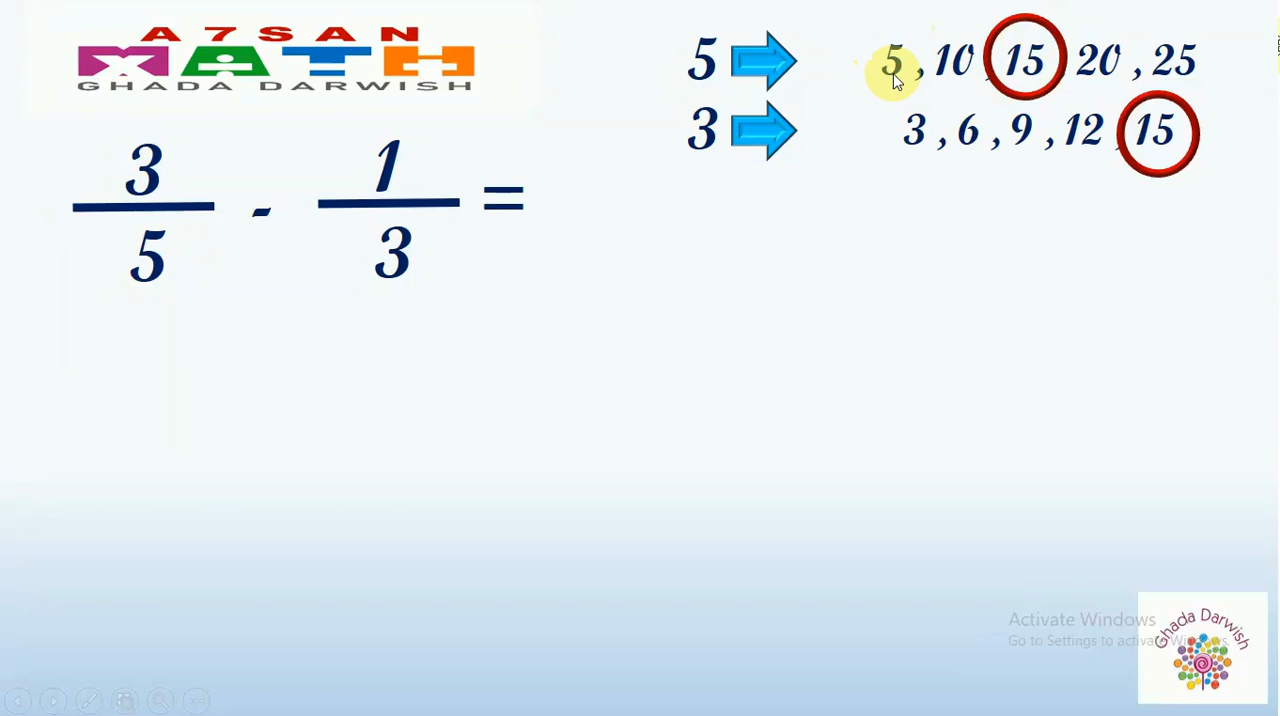 A7SAN
MATH
GHADA DARWISH
5 5 , 10 , 15 20 , 25
3 3 , 6 , 9 , 12 , 15
3/5 - 1/3 =
Activate Windows
Go to Settings to activate Windows.
Ghada Darwish